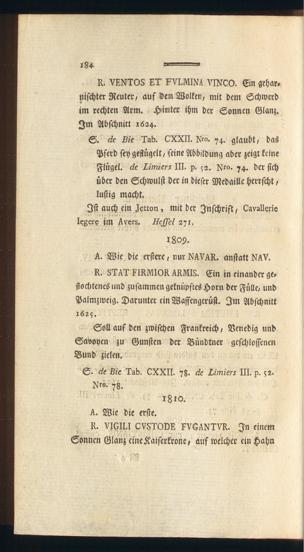 184
R. VENTOS ET FVLMINA VINCO. Ein gehar-
nischter Reuter, auf den Wolken, mit dem Schwerd
im rechten Arm. Hinter ihm der Sonnen Glanz.
Im Abschnitt 1624.
S. de Bie Tab. CXXII. Nro. 74. glaubt, das
Pferd sey geflügelt, seine Abbildung aber zeigt keine
Flügel. de Limiers III. p. 52. Nro. 74. der sich
über den Schwulst der in dieser Medaille herrscht,
lustig macht.
Ist auch ein Jetton, mit der Inschrift, Cavallerie
legere im Avers. Hessel 271.
1809.
A. Wie die erstere, nur NAVAR. anstatt NAV.
R. STAT FIRMIOR ARMIS. Ein in einander ge-
flochtenes und zusammen geknüpftes Horn der Fülle, und
Palmzweig. Darunter ein Waffengerüst. Im Abschnitt
1625.
Soll auf den zwischen Frankreich, Venedig und
Savoyen zu Gunsten der Bündtner geschlossenen
Bund zielen.
S. de Bie Tab. CXXII. 78. de Limiers III. p. 52.
Nro. 78.
1810.
A. Wie die erste.
R. VIGILI CVSTODE FVGANTVR. In einem
Sonnen Glanz eine Kaiserkrone, auf welcher ein Hahn